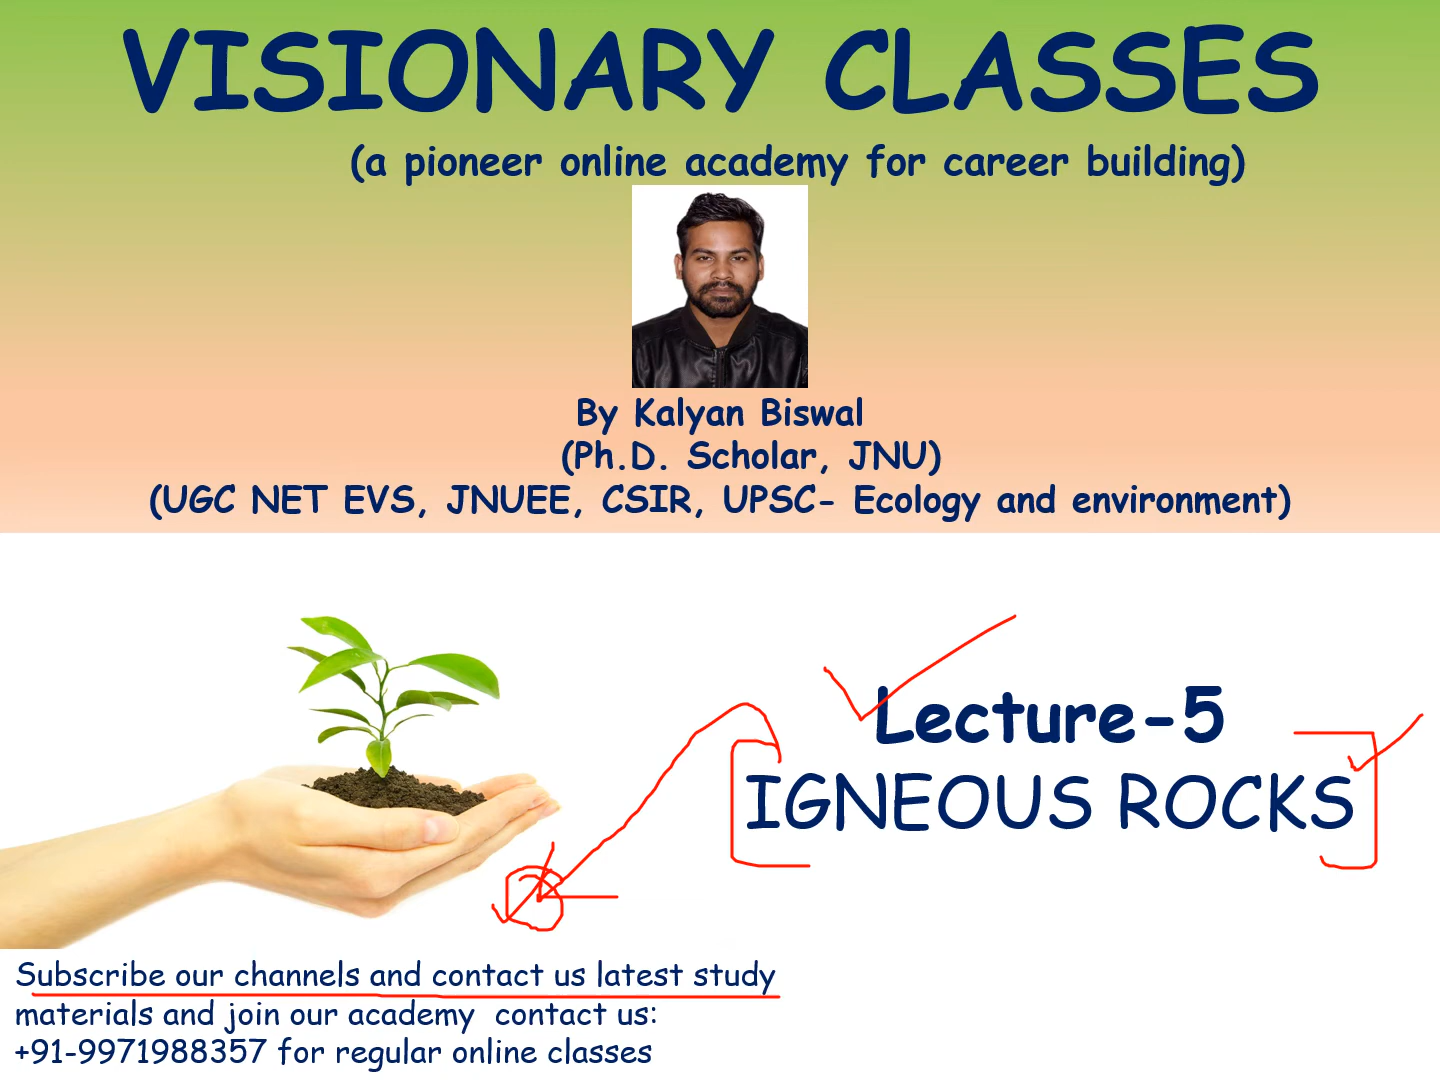 VISIONARY CLASSES
(a pioneer online academy for career building)
By Kalyan Biswal
(Ph.D. Scholar, JNU)
(UGC NET EVS, JNUEE, CSIR, UPSC- Ecology and environment)
Lecture-5
IGNEOUS ROCKS
Subscribe our channels and contact us latest study
materials and join our academy contact us:
+91-9971988357 for regular online classes